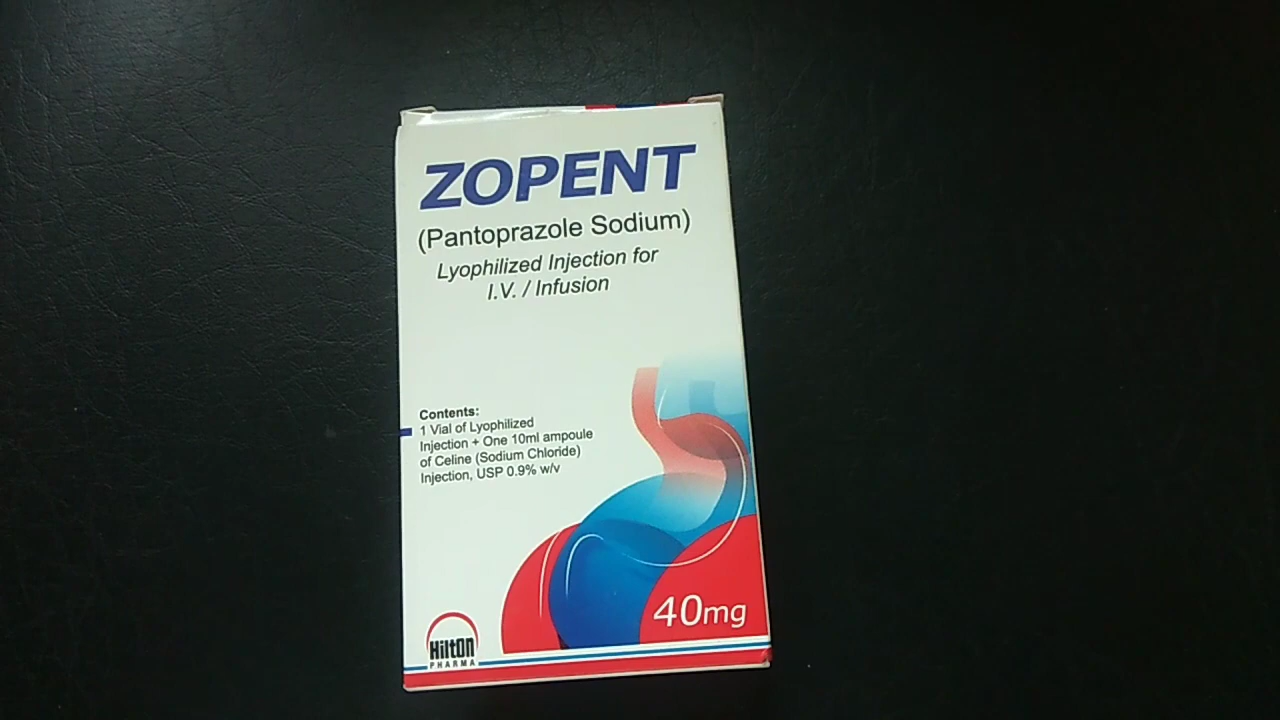 ZOPENT
(Pantoprazole Sodium)
Lyophilized Injection for
I.V. / Infusion
Contents:
1 Vial of Lyophilized
Injection + One 10ml ampoule
of Celine (Sodium Chloride)
Injection, USP 0.9% w/v
40mg
Hilton
PHARMA